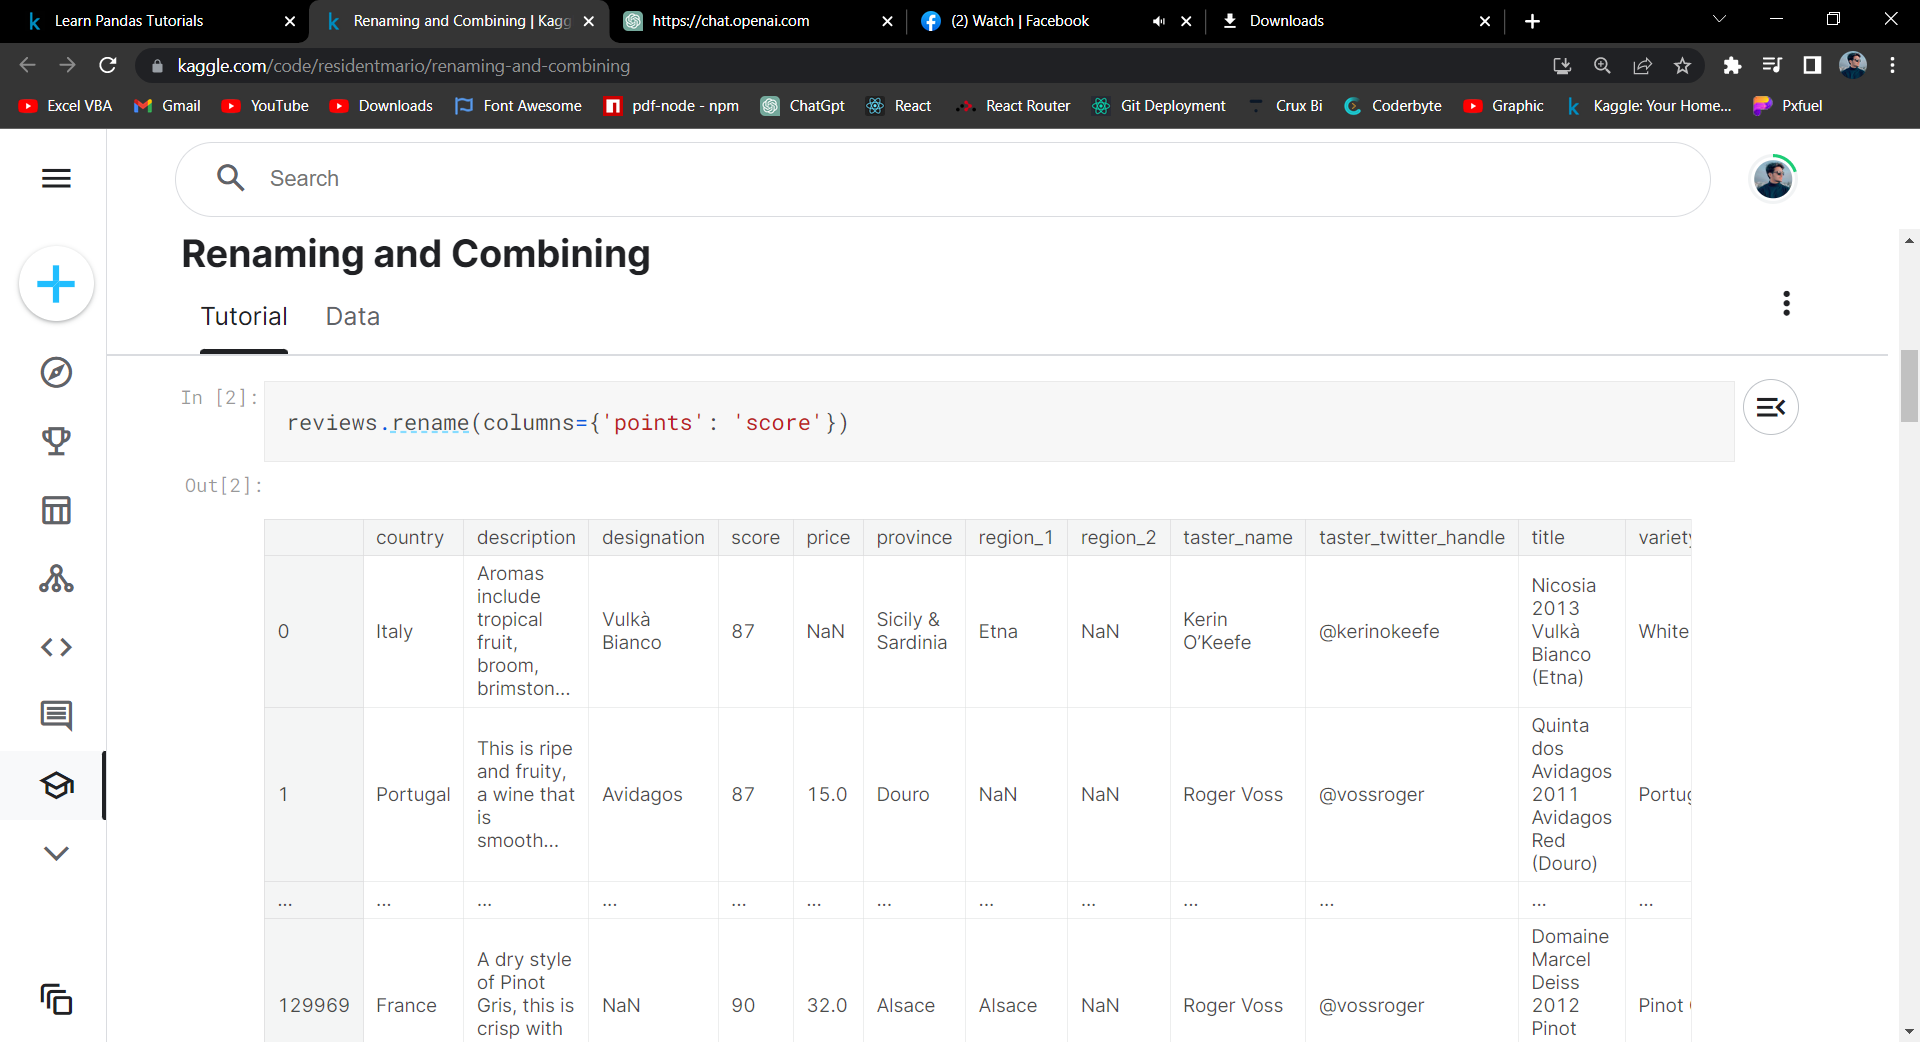 Learn Pandas Tutorials
Renaming and Combining | Kagg
https://chat.openai.com
(2) Watch | Facebook
Downloads
kaggle.com/code/residentmario/renaming-and-combining
Excel VBA
Gmail
YouTube
Downloads
Font Awesome
pdf-node - npm
ChatGpt
React
React Router
Git Deployment
Crux Bi
Coderbyte
Graphic
Kaggle: Your Home...
Pxfuel
Search
Renaming and Combining
Tutorial
Data
In [2]:
reviews.rename(columns={'points': 'score'})
Out[2]:
country description designation score price province region_1 region_2 taster_name taster_twitter_handle title variety
0
Italy
Aromas
include
tropical
fruit,
broom,
brimston...
Vulkà
Bianco
87
NaN
Sicily &
Sardinia
Etna
NaN
Kerin
O’Keefe
@kerinokeefe
Nicosia
2013
Vulkà
Bianco
(Etna)
White
1
Portugal
This is ripe
and fruity,
a wine that
is
smooth...
Avidagos
87
15.0
Douro
NaN
NaN
Roger Voss
@vossroger
Quinta
dos
Avidagos
2011
Avidagos
Red
(Douro)
Portug
... ... ... ... ... ... ... ... ... ... ... ... ...
129969
France
A dry style
of Pinot
Gris, this is
crisp with
NaN
90
32.0
Alsace
Alsace
NaN
Roger Voss
@vossroger
Domaine
Marcel
Deiss
2012
Pinot
Pinot